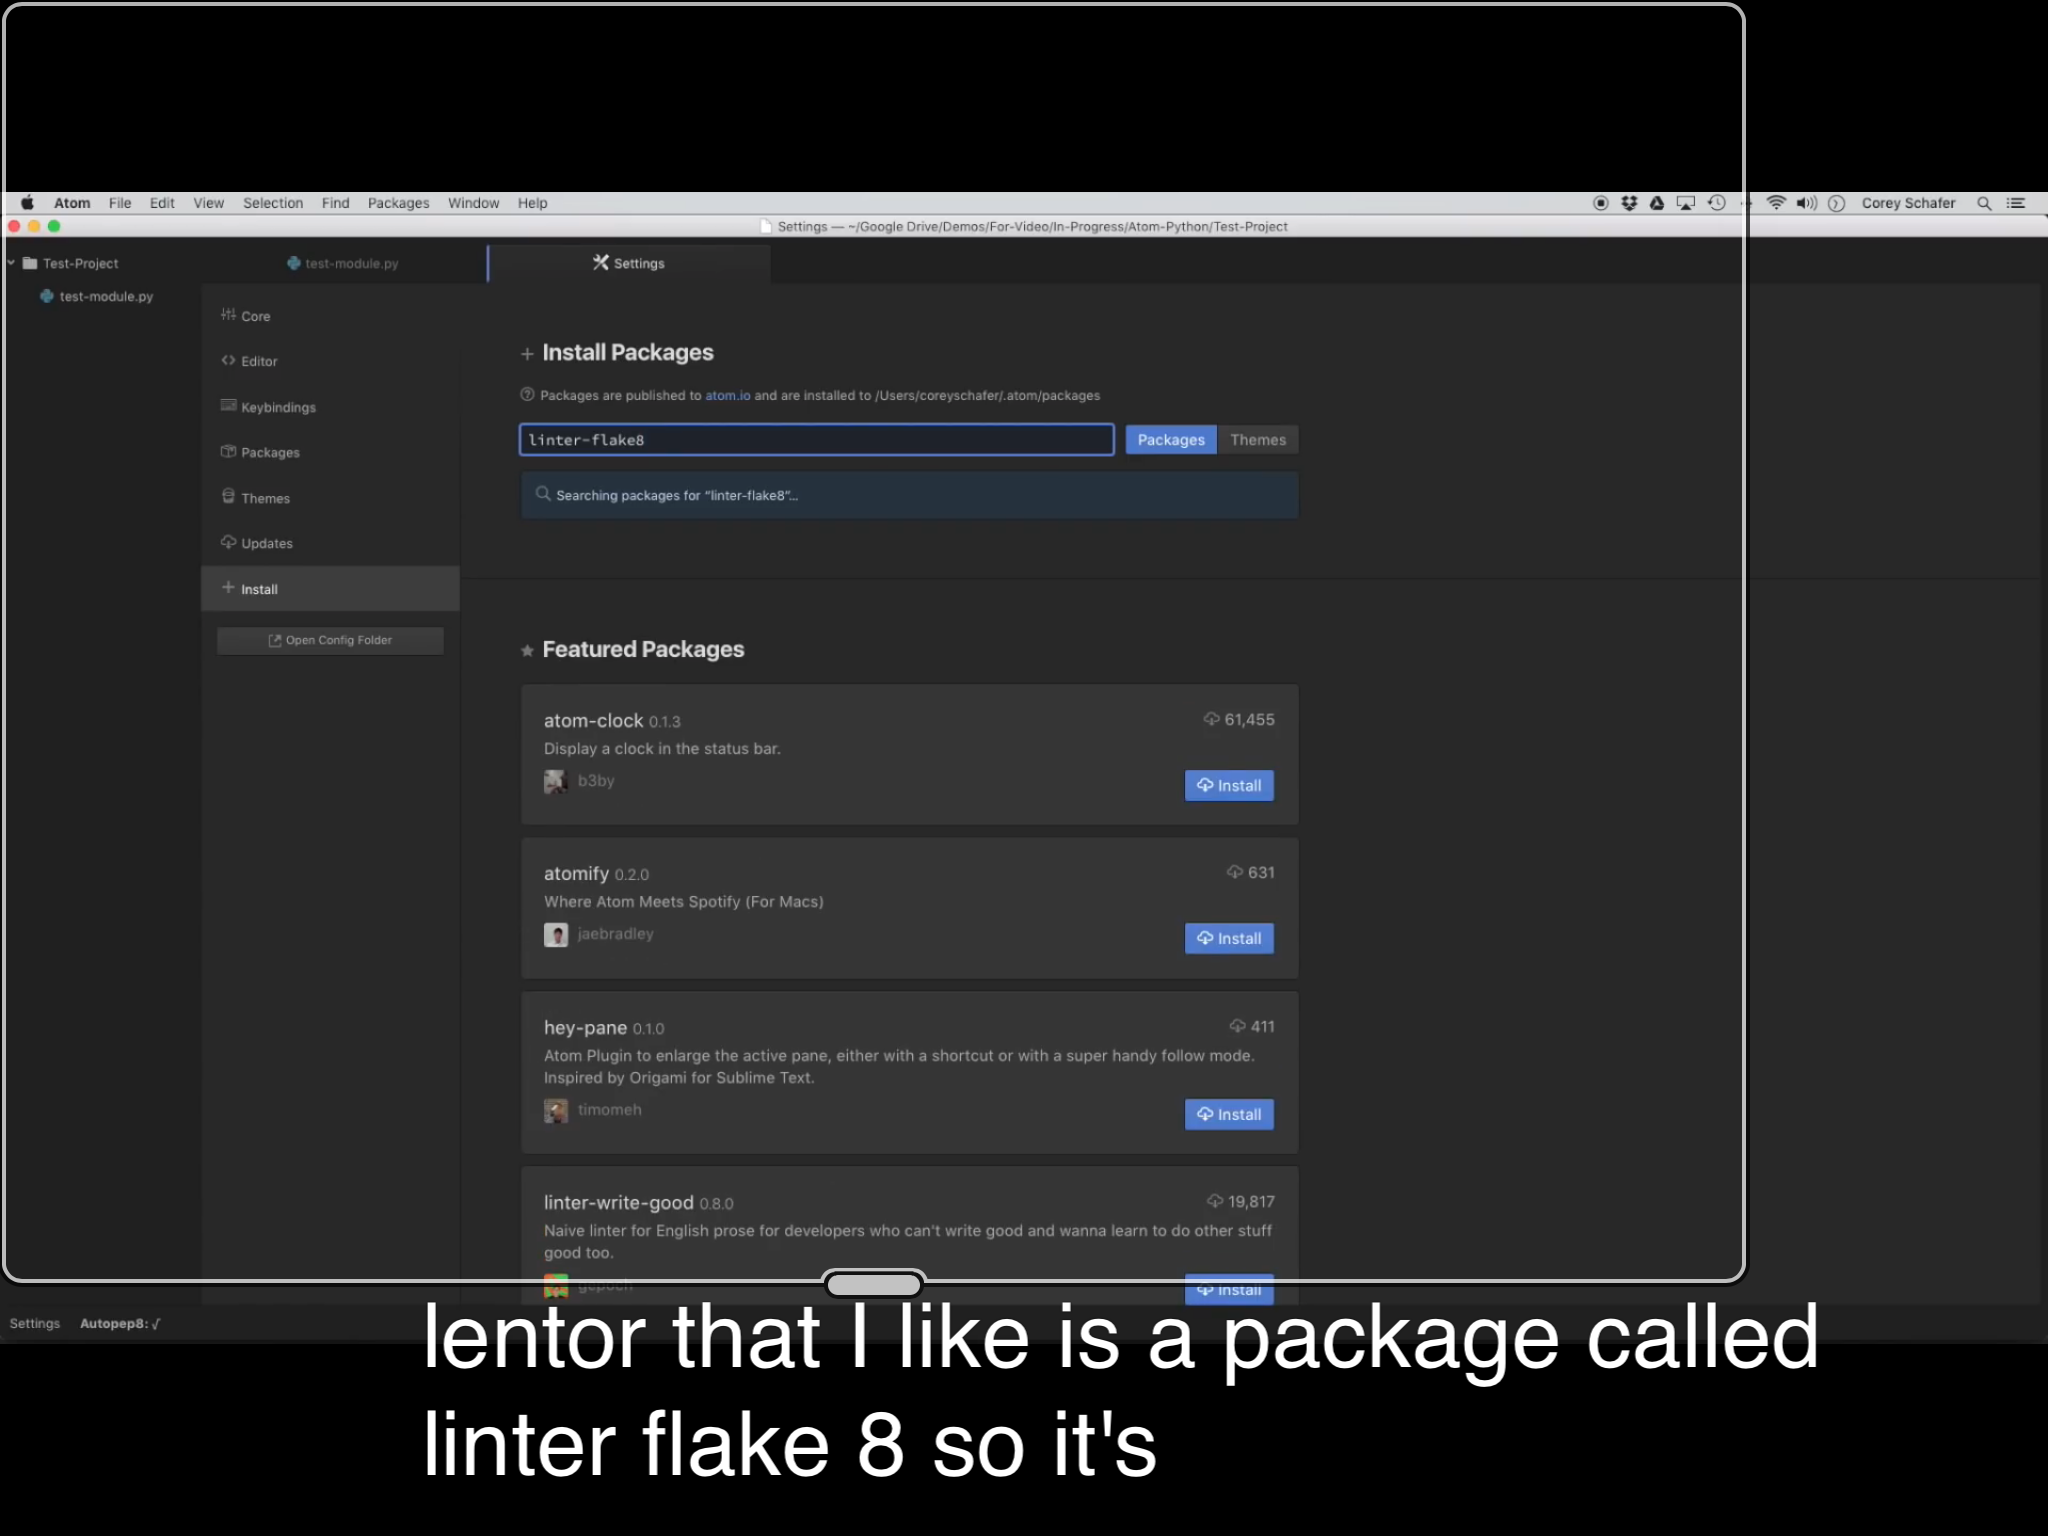 Atom File Edit View Selection Find Packages Window Help Corey Schafer
Settings — ~/Google Drive/Demos/For-Video/In-Progress/Atom-Python/Test-Project
Test-Project
test-module.py
test-module.py
Settings
Core
Editor
Keybindings
Packages
Themes
Updates
Install
Open Config Folder
Install Packages
Packages are published to atom.io and are installed to /Users/coreyschafer/.atom/packages
linter-flake8
Packages Themes
Searching packages for “linter-flake8”…
Featured Packages
atom-clock 0.1.3 61,455
Display a clock in the status bar.
b3by
Install
atomify 0.2.0 631
Where Atom Meets Spotify (For Macs)
jaebradley
Install
hey-pane 0.1.0 411
Atom Plugin to enlarge the active pane, either with a shortcut or with a super handy follow mode.
Inspired by Origami for Sublime Text.
timomeh
Install
linter-write-good 0.8.0 19,817
Naive linter for English prose for developers who can't write good and wanna learn to do other stuff
good too.
Install
Settings Autopep8: √
lentor that I like is a package called
linter flake 8 so it's